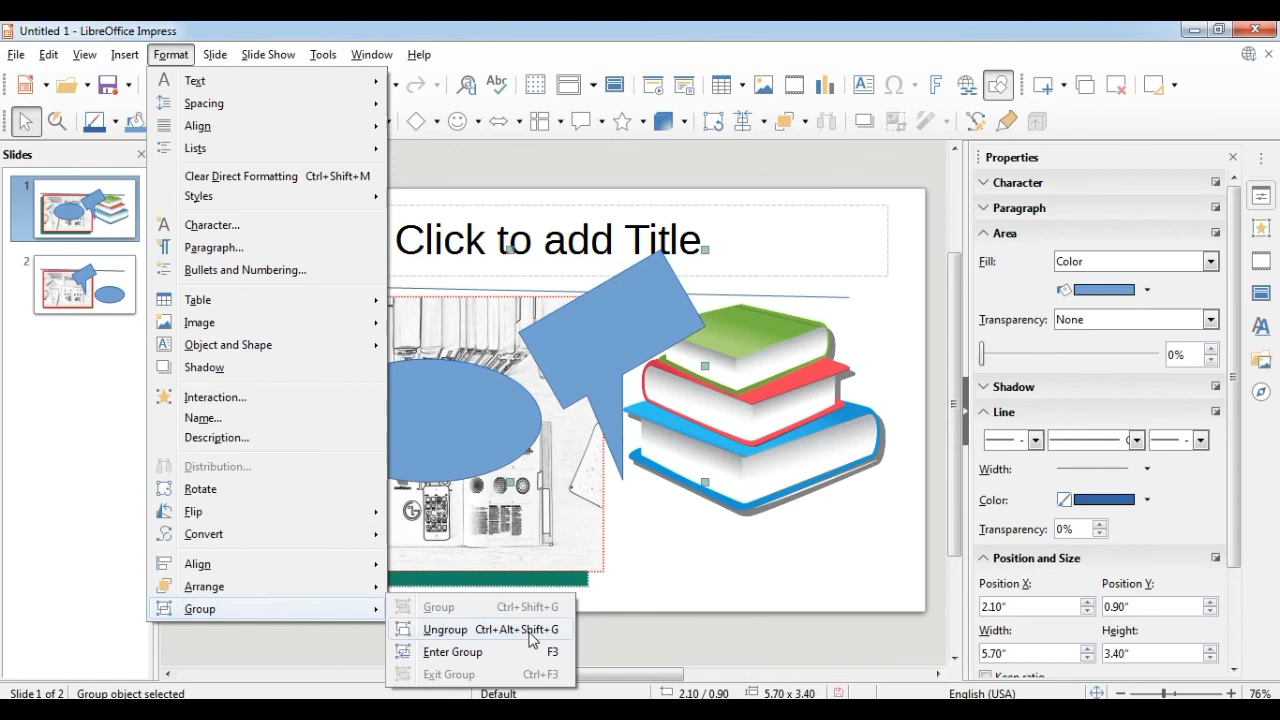 Untitled 1 - LibreOffice Impress
File Edit View Insert Format Slide Slide Show Tools Window Help
Slides
1
2
Text
Spacing
Align
Lists
Clear Direct Formatting Ctrl+Shift+M
Styles
Character...
Paragraph...
Bullets and Numbering...
Table
Image
Object and Shape
Shadow
Interaction...
Name...
Description...
Distribution...
Rotate
Flip
Convert
Align
Arrange
Group
Group Ctrl+Shift+G
Ungroup Ctrl+Alt+Shift+G
Enter Group F3
Exit Group Ctrl+F3
Click to add Title
Properties
Character
Paragraph
Area
Fill: Color
Transparency: None
0%
Shadow
Line
Width:
Color:
Transparency: 0%
Position and Size
Position X: Position Y:
2.10" 0.90"
Width: Height:
5.70" 3.40"
Keep ratio
Slide 1 of 2 Group object selected Default 2.10 / 0.90 5.70 x 3.40 English (USA) 76%